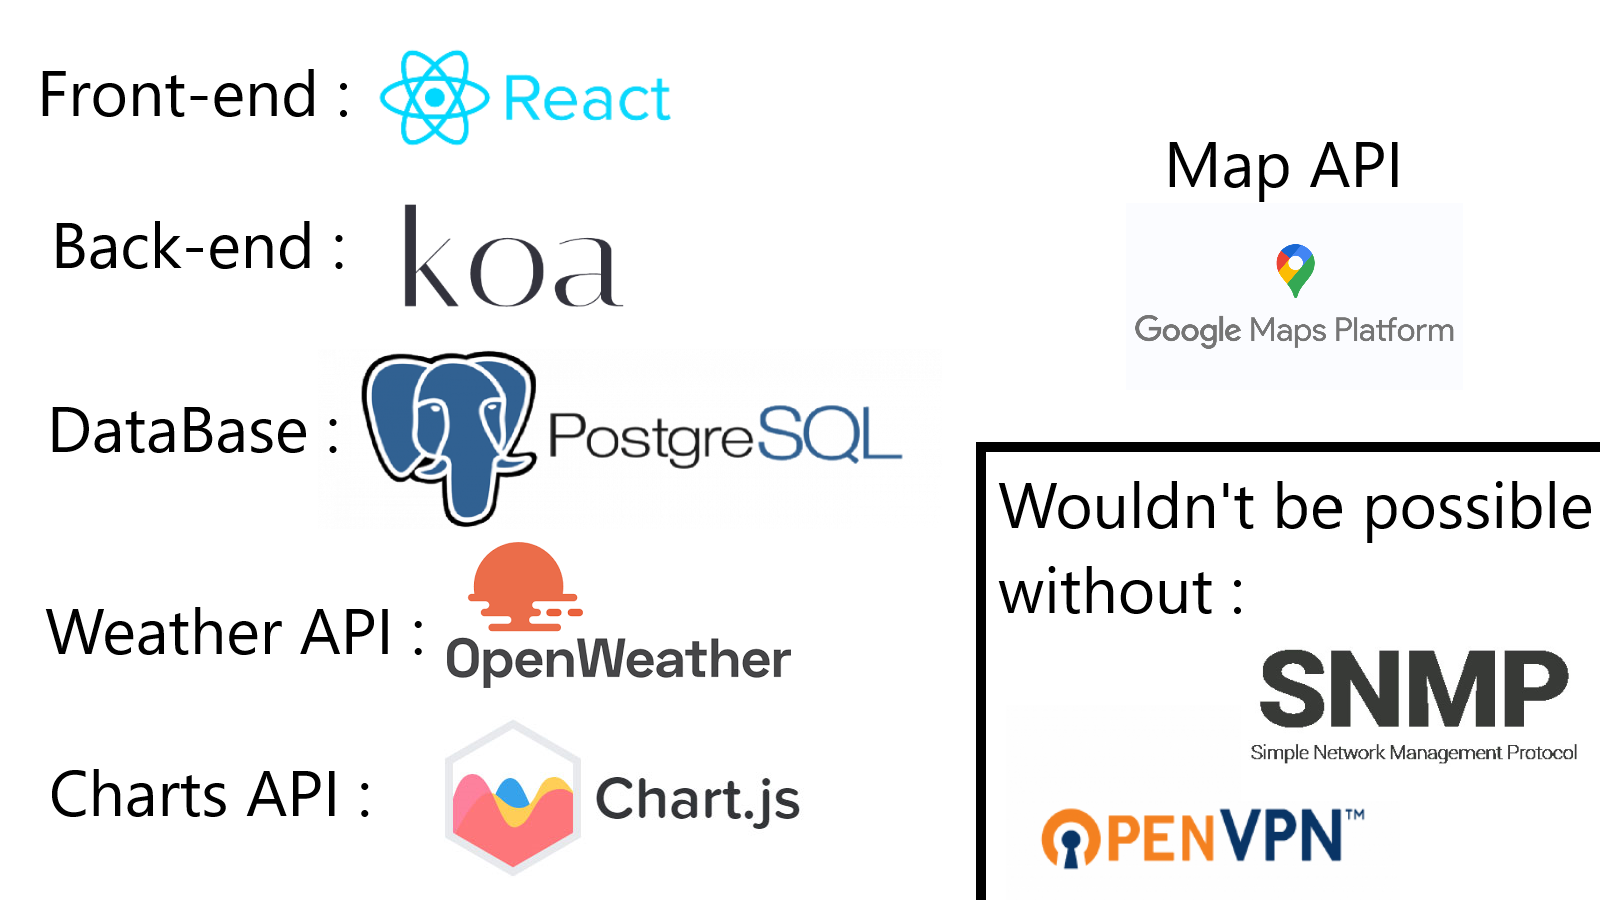 Front-end : React
Back-end : koa
DataBase : PostgreSQL
Weather API : OpenWeather
Charts API : Chart.js
Map API
Google Maps Platform
Wouldn't be possible
without :
SNMP
Simple Network Management Protocol
OPENVPN™